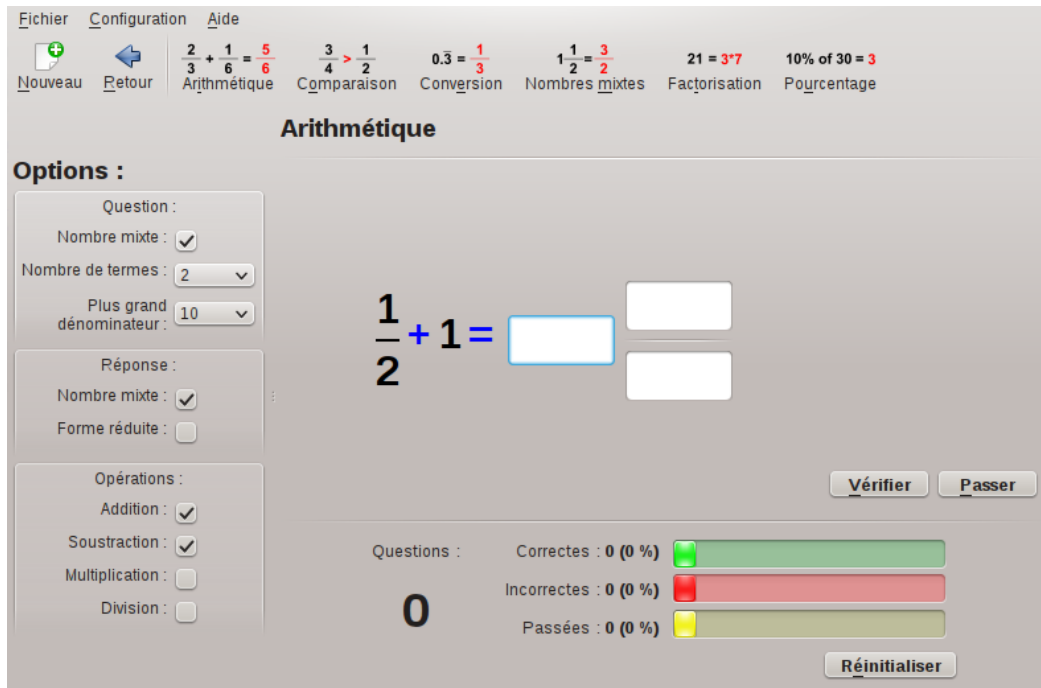 Fichier Configuration Aide
2/3 + 1/6 = 5/6 3/4 > 1/2 0.3̅ = 1/3 1 1/2 = 3/2 21 = 3*7 10% of 30 = 3
Nouveau Retour Arithmétique Comparaison Conversion Nombres mixtes Factorisation Pourcentage
Arithmétique
Options :
Question :
Nombre mixte :
Nombre de termes : 2
Plus grand
dénominateur : 10
Réponse :
Nombre mixte :
Forme réduite :
Opérations :
Addition :
Soustraction :
Multiplication :
Division :
1/2 + 1 =
Vérifier Passer
Questions : 0
Correctes : 0 (0 %)
Incorrectes : 0 (0 %)
Passées : 0 (0 %)
Réinitialiser